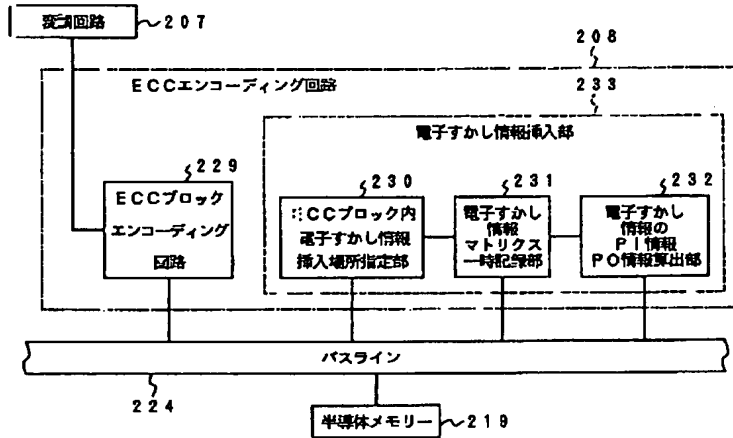 変調回路
207
208
ECCエンコーディング回路
233
電子すかし情報挿入部
229
ECCブロック
エンコーディング
回路
230
ECCブロック内
電子すかし情報
挿入場所指定部
231
電子すかし
情報
マトリクス
一時記録部
232
電子すかし
情報の
PI情報
PO情報算出部
バスライン
224
半導体メモリー
219